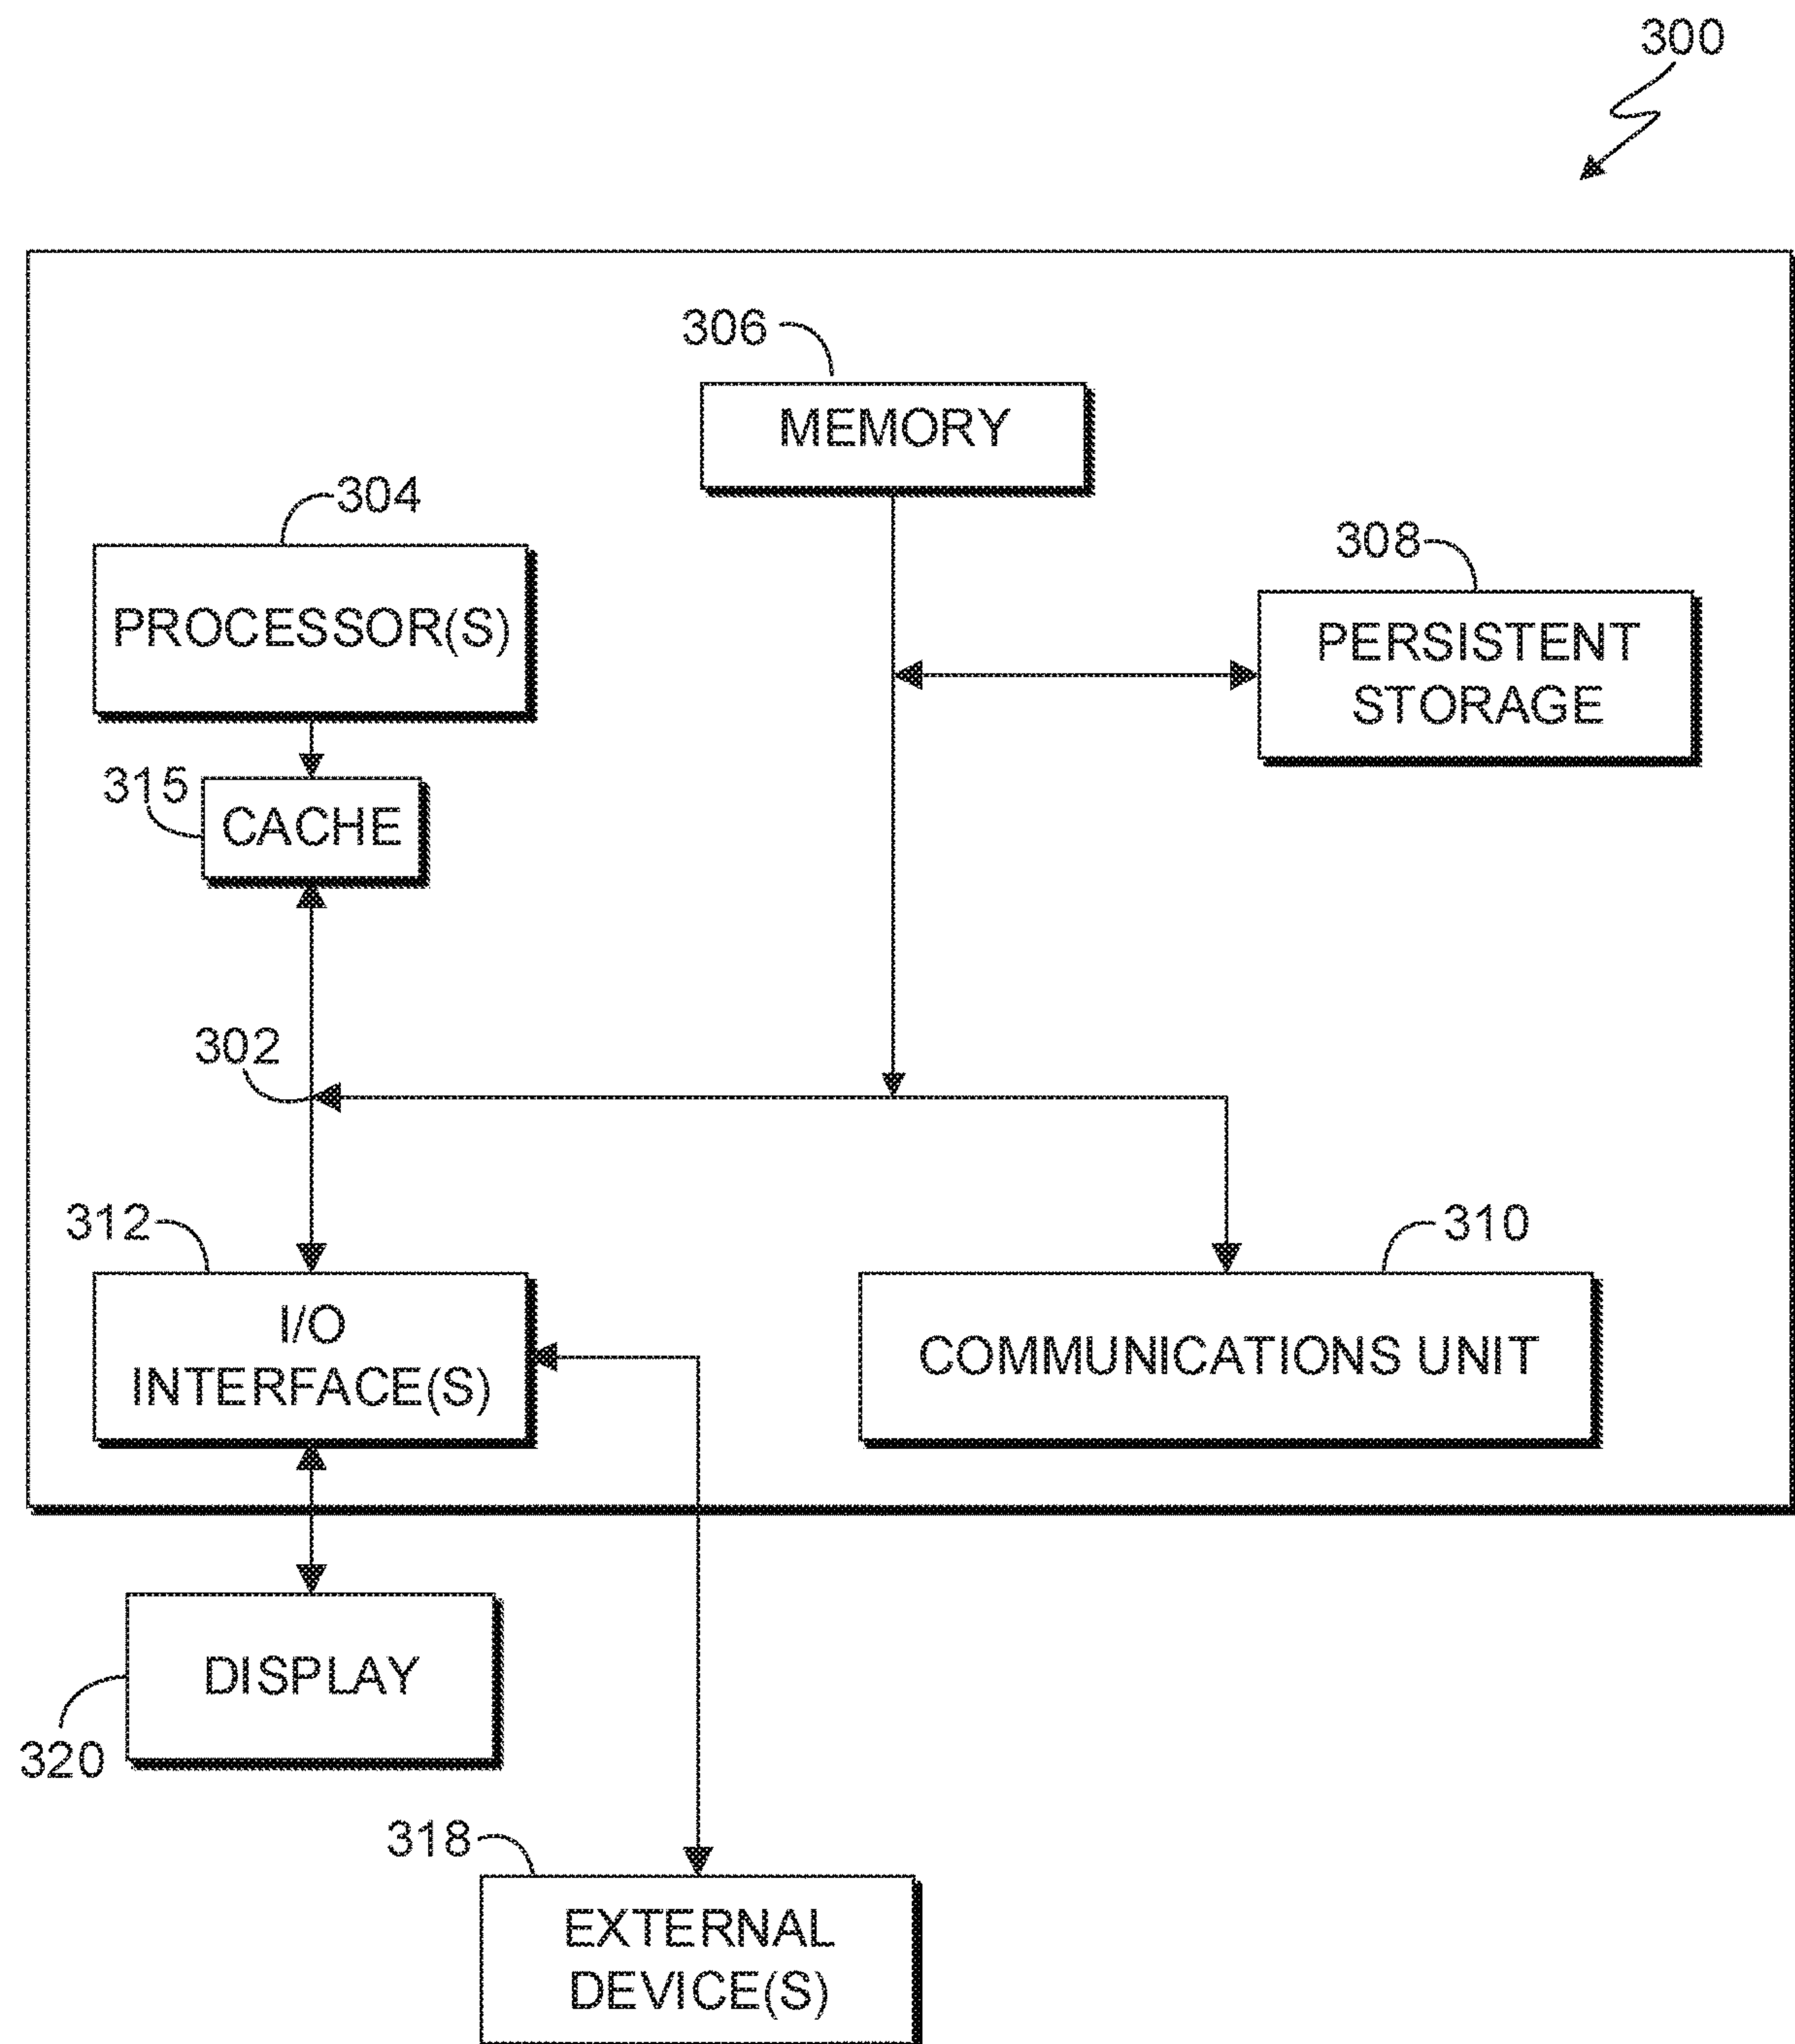 300
306
MEMORY
304
PROCESSOR(S)
308
PERSISTENT
STORAGE
315
CACHE
302
312
I/O
INTERFACE(S)
310
COMMUNICATIONS UNIT
DISPLAY
320
318
EXTERNAL
DEVICE(S)